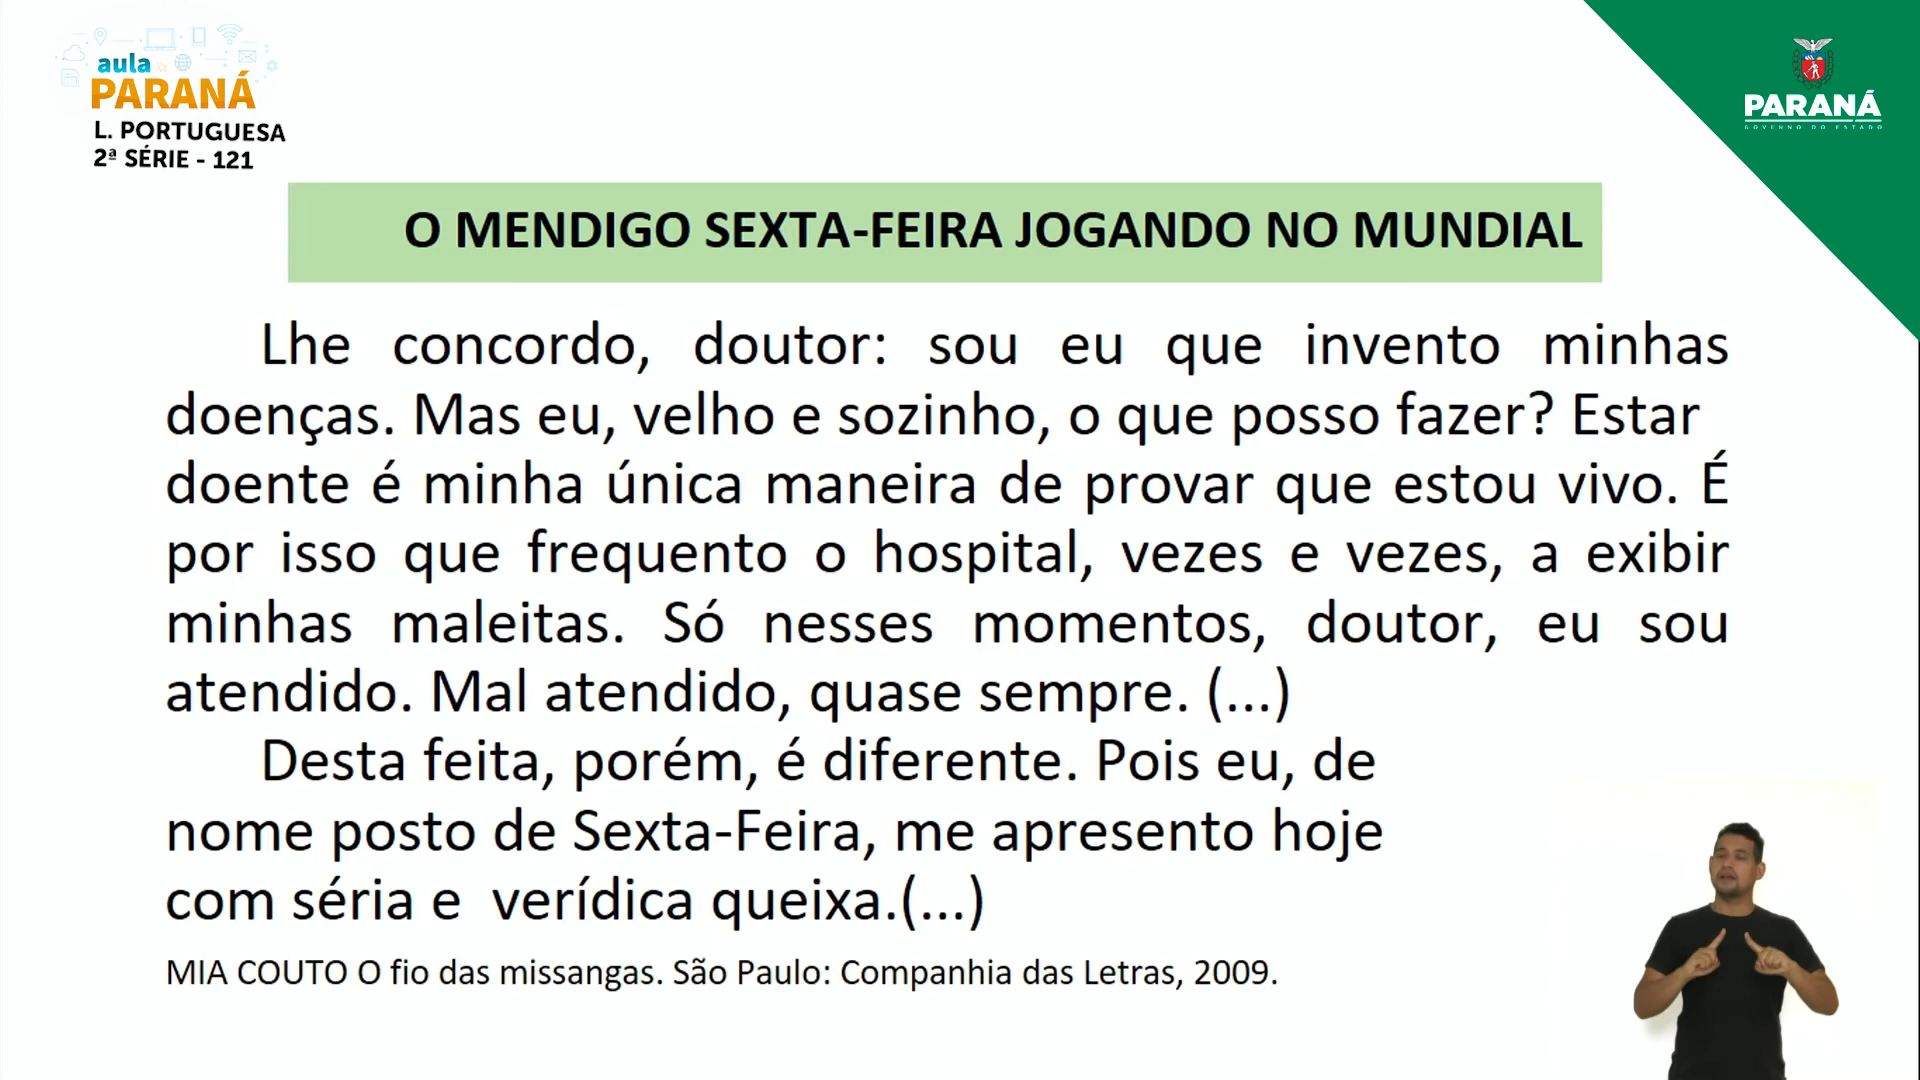 aula
PARANÁ
L. PORTUGUESA
2ª SÉRIE - 121
PARANÁ
GOVERNO DO ESTADO
O MENDIGO SEXTA-FEIRA JOGANDO NO MUNDIAL
Lhe concordo, doutor: sou eu que invento minhas
doenças. Mas eu, velho e sozinho, o que posso fazer? Estar
doente é minha única maneira de provar que estou vivo. É
por isso que frequento o hospital, vezes e vezes, a exibir
minhas maleitas. Só nesses momentos, doutor, eu sou
atendido. Mal atendido, quase sempre. (...)
Desta feita, porém, é diferente. Pois eu, de
nome posto de Sexta-Feira, me apresento hoje
com séria e verídica queixa.(...)
MIA COUTO O fio das missangas. São Paulo: Companhia das Letras, 2009.